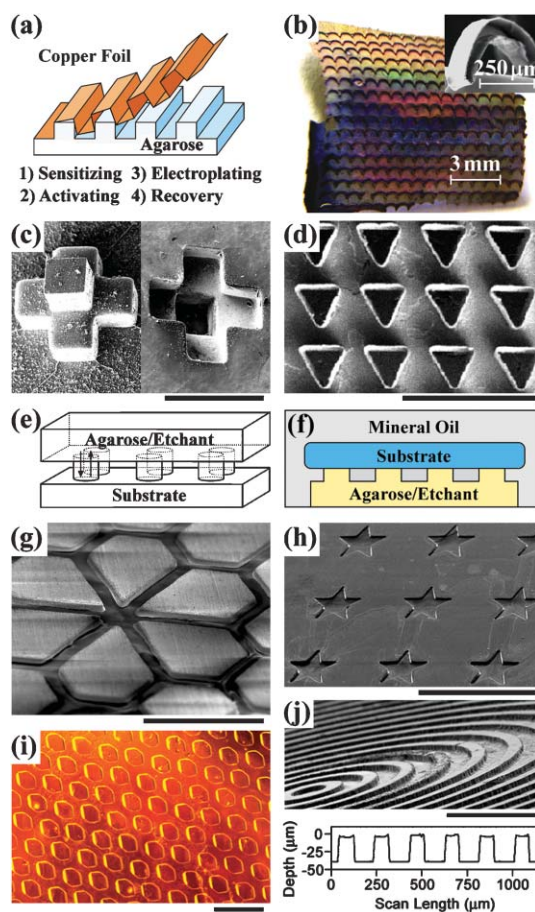 (a)
Copper Foil
Agarose
1) Sensitizing 3) Electroplating
2) Activating 4) Recovery
(b)
250 μm
3 mm
(c)
(d)
(e)
Agarose/Etchant
Substrate
(f)
Mineral Oil
Substrate
Agarose/Etchant
(g)
(h)
(i)
(j)
Depth (μm)
0
-25
-50
0 250 500 750 1000
Scan Length (μm)